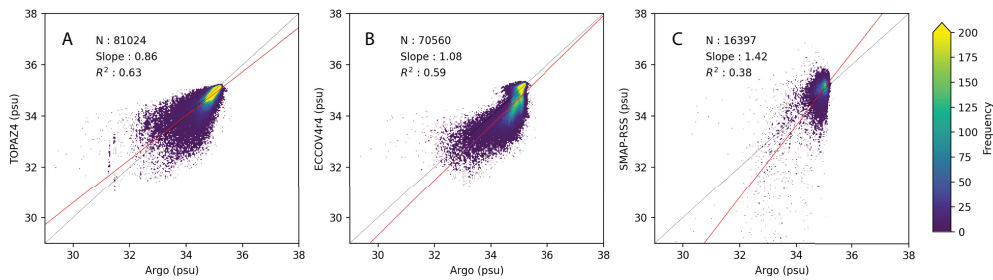 A
N : 81024
Slope : 0.86
R² : 0.63
38
36
34
32
30
TOPAZ4 (psu)
30 32 34 36 38
Argo (psu)
B
N : 70560
Slope : 1.08
R² : 0.59
38
36
34
32
30
ECCOV4r4 (psu)
30 32 34 36 38
Argo (psu)
C
N : 16397
Slope : 1.42
R² : 0.38
38
36
34
32
30
SMAP-RSS (psu)
30 32 34 36 38
Argo (psu)
200
175
150
125
100
75
50
25
0
Frequency